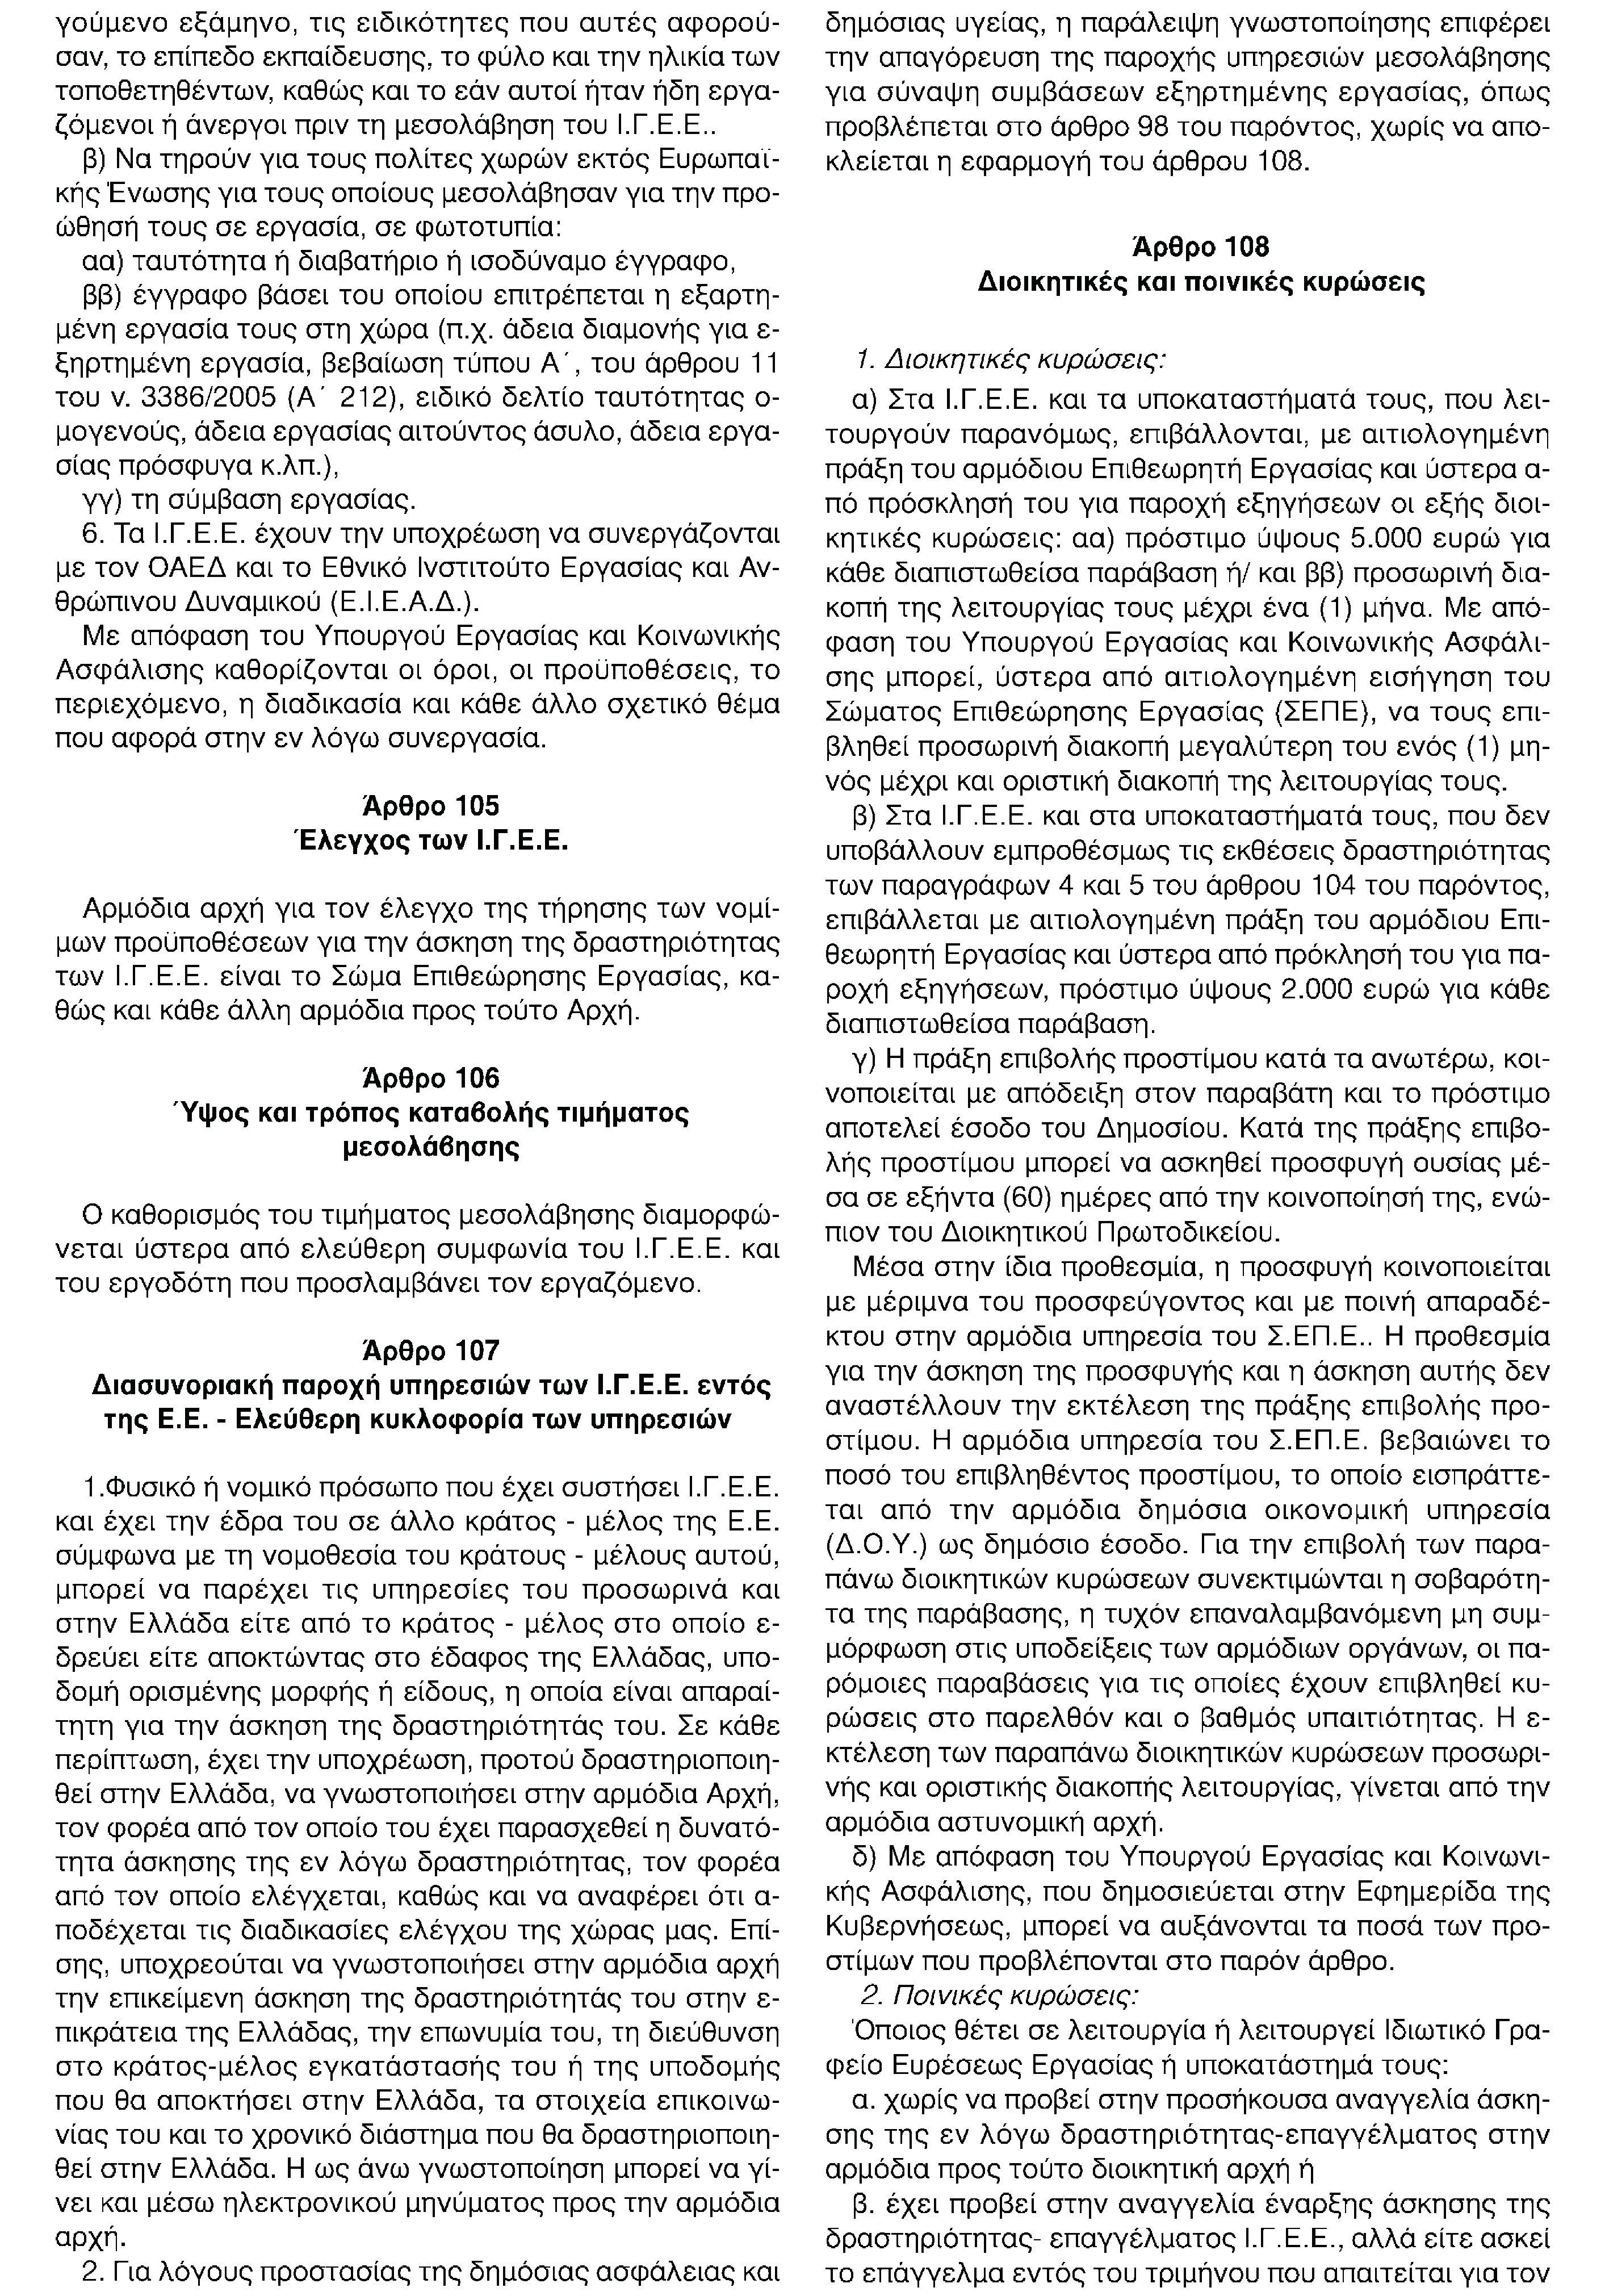 γούμενο εξάμηνο, τις ειδικότητες που αυτές αφορού-
σαν, το επίπεδο εκπαίδευσης, το φύλο και την ηλικία των
τοποθετηθέντων, καθώς και το εάν αυτοί ήταν ήδη εργα-
ζόμενοι ή άνεργοι πριν τη μεσολάβηση του Ι.Γ.Ε.Ε..
β) Να τηρούν για τους πολίτες χωρών εκτός Ευρωπαϊ-
κής Ένωσης για τους οποίους μεσολάβησαν για την προ-
ώθησή τους σε εργασία, σε φωτοτυπία:
αα) ταυτότητα ή διαβατήριο ή ισοδύναμο έγγραφο,
ββ) έγγραφο βάσει του οποίου επιτρέπεται η εξαρτη-
μένη εργασία τους στη χώρα (π.χ. άδεια διαμονής για ε-
ξηρτημένη εργασία, βεβαίωση τύπου Α΄, του άρθρου 11
του ν. 3386/2005 (Α΄ 212), ειδικό δελτίο ταυτότητας ο-
μογενούς, άδεια εργασίας αιτούντος άσυλο, άδεια εργα-
σίας πρόσφυγα κ.λπ.),
γγ) τη σύμβαση εργασίας.
6. Τα Ι.Γ.Ε.Ε. έχουν την υποχρέωση να συνεργάζονται
με τον ΟΑΕΔ και το Εθνικό Ινστιτούτο Εργασίας και Αν-
θρώπινου Δυναμικού (Ε.Ι.Ε.Α.Δ.).
Με απόφαση του Υπουργού Εργασίας και Κοινωνικής
Ασφάλισης καθορίζονται οι όροι, οι προϋποθέσεις, το
περιεχόμενο, η διαδικασία και κάθε άλλο σχετικό θέμα
που αφορά στην εν λόγω συνεργασία.
Άρθρο 105
Έλεγχος των Ι.Γ.Ε.Ε.
Αρμόδια αρχή για τον έλεγχο της τήρησης των νομί-
μων προϋποθέσεων για την άσκηση της δραστηριότητας
των Ι.Γ.Ε.Ε. είναι το Σώμα Επιθεώρησης Εργασίας, κα-
θώς και κάθε άλλη αρμόδια προς τούτο Αρχή.
Άρθρο 106
Ύψος και τρόπος καταβολής τιμήματος
μεσολάβησης
Ο καθορισμός του τιμήματος μεσολάβησης διαμορφώ-
νεται ύστερα από ελεύθερη συμφωνία του Ι.Γ.Ε.Ε. και
του εργοδότη που προσλαμβάνει τον εργαζόμενο.
Άρθρο 107
Διασυνοριακή παροχή υπηρεσιών των Ι.Γ.Ε.Ε. εντός
της Ε.Ε. - Ελεύθερη κυκλοφορία των υπηρεσιών
1.Φυσικό ή νομικό πρόσωπο που έχει συστήσει Ι.Γ.Ε.Ε.
και έχει την έδρα του σε άλλο κράτος - μέλος της Ε.Ε.
σύμφωνα με τη νομοθεσία του κράτους - μέλους αυτού,
μπορεί να παρέχει τις υπηρεσίες του προσωρινά και
στην Ελλάδα είτε από το κράτος - μέλος στο οποίο ε-
δρεύει είτε αποκτώντας στο έδαφος της Ελλάδας, υπο-
δομή ορισμένης μορφής ή είδους, η οποία είναι απαραί-
τητη για την άσκηση της δραστηριότητάς του. Σε κάθε
περίπτωση, έχει την υποχρέωση, προτού δραστηριοποιη-
θεί στην Ελλάδα, να γνωστοποιήσει στην αρμόδια Αρχή,
τον φορέα από τον οποίο του έχει παρασχεθεί η δυνατό-
τητα άσκησης της εν λόγω δραστηριότητας, τον φορέα
από τον οποίο ελέγχεται, καθώς και να αναφέρει ότι α-
ποδέχεται τις διαδικασίες ελέγχου της χώρας μας. Επί-
σης, υποχρεούται να γνωστοποιήσει στην αρμόδια αρχή
την επικείμενη άσκηση της δραστηριότητάς του στην ε-
πικράτεια της Ελλάδας, την επωνυμία του, τη διεύθυνση
στο κράτος-μέλος εγκατάστασής του ή της υποδομής
που θα αποκτήσει στην Ελλάδα, τα στοιχεία επικοινω-
νίας του και το χρονικό διάστημα που θα δραστηριοποιη-
θεί στην Ελλάδα. Η ως άνω γνωστοποίηση μπορεί να γί-
νει και μέσω ηλεκτρονικού μηνύματος προς την αρμόδια
αρχή.
2. Για λόγους προστασίας της δημόσιας ασφάλειας και
δημόσιας υγείας, η παράλειψη γνωστοποίησης επιφέρει
την απαγόρευση της παροχής υπηρεσιών μεσολάβησης
για σύναψη συμβάσεων εξηρτημένης εργασίας, όπως
προβλέπεται στο άρθρο 98 του παρόντος, χωρίς να απο-
κλείεται η εφαρμογή του άρθρου 108.
Άρθρο 108
Διοικητικές και ποινικές κυρώσεις
1. Διοικητικές κυρώσεις:
α) Στα Ι.Γ.Ε.Ε. και τα υποκαταστήματά τους, που λει-
τουργούν παρανόμως, επιβάλλονται, με αιτιολογημένη
πράξη του αρμόδιου Επιθεωρητή Εργασίας και ύστερα α-
πό πρόσκλησή του για παροχή εξηγήσεων οι εξής διοι-
κητικές κυρώσεις: αα) πρόστιμο ύψους 5.000 ευρώ για
κάθε διαπιστωθείσα παράβαση ή/ και ββ) προσωρινή δια-
κοπή της λειτουργίας τους μέχρι ένα (1) μήνα. Με από-
φαση του Υπουργού Εργασίας και Κοινωνικής Ασφάλι-
σης μπορεί, ύστερα από αιτιολογημένη εισήγηση του
Σώματος Επιθεώρησης Εργασίας (ΣΕΠΕ), να τους επι-
βληθεί προσωρινή διακοπή μεγαλύτερη του ενός (1) μη-
νός μέχρι και οριστική διακοπή της λειτουργίας τους.
β) Στα Ι.Γ.Ε.Ε. και στα υποκαταστήματά τους, που δεν
υποβάλλουν εμπροθέσμως τις εκθέσεις δραστηριότητας
των παραγράφων 4 και 5 του άρθρου 104 του παρόντος,
επιβάλλεται με αιτιολογημένη πράξη του αρμόδιου Επι-
θεωρητή Εργασίας και ύστερα από πρόκλησή του για πα-
ροχή εξηγήσεων, πρόστιμο ύψους 2.000 ευρώ για κάθε
διαπιστωθείσα παράβαση.
γ) Η πράξη επιβολής προστίμου κατά τα ανωτέρω, κοι-
νοποιείται με απόδειξη στον παραβάτη και το πρόστιμο
αποτελεί έσοδο του Δημοσίου. Κατά της πράξης επιβο-
λής προστίμου μπορεί να ασκηθεί προσφυγή ουσίας μέ-
σα σε εξήντα (60) ημέρες από την κοινοποίησή της, ενώ-
πιον του Διοικητικού Πρωτοδικείου.
Μέσα στην ίδια προθεσμία, η προσφυγή κοινοποιείται
με μέριμνα του προσφεύγοντος και με ποινή απαραδέ-
κτου στην αρμόδια υπηρεσία του Σ.ΕΠ.Ε.. Η προθεσμία
για την άσκηση της προσφυγής και η άσκηση αυτής δεν
αναστέλλουν την εκτέλεση της πράξης επιβολής προ-
στίμου. Η αρμόδια υπηρεσία του Σ.ΕΠ.Ε. βεβαιώνει το
ποσό του επιβληθέντος προστίμου, το οποίο εισπράττε-
ται από την αρμόδια δημόσια οικονομική υπηρεσία
(Δ.Ο.Υ.) ως δημόσιο έσοδο. Για την επιβολή των παρα-
πάνω διοικητικών κυρώσεων συνεκτιμώνται η σοβαρότη-
τα της παράβασης, η τυχόν επαναλαμβανόμενη μη συμ-
μόρφωση στις υποδείξεις των αρμόδιων οργάνων, οι πα-
ρόμοιες παραβάσεις για τις οποίες έχουν επιβληθεί κυ-
ρώσεις στο παρελθόν και ο βαθμός υπαιτιότητας. Η ε-
κτέλεση των παραπάνω διοικητικών κυρώσεων προσωρι-
νής και οριστικής διακοπής λειτουργίας, γίνεται από την
αρμόδια αστυνομική αρχή.
δ) Με απόφαση του Υπουργού Εργασίας και Κοινωνι-
κής Ασφάλισης, που δημοσιεύεται στην Εφημερίδα της
Κυβερνήσεως, μπορεί να αυξάνονται τα ποσά των προ-
στίμων που προβλέπονται στο παρόν άρθρο.
2. Ποινικές κυρώσεις:
Όποιος θέτει σε λειτουργία ή λειτουργεί Ιδιωτικό Γρα-
φείο Ευρέσεως Εργασίας ή υποκατάστημά τους:
α. χωρίς να προβεί στην προσήκουσα αναγγελία άσκη-
σης της εν λόγω δραστηριότητας-επαγγέλματος στην
αρμόδια προς τούτο διοικητική αρχή ή
β. έχει προβεί στην αναγγελία έναρξης άσκησης της
δραστηριότητας- επαγγέλματος Ι.Γ.Ε.Ε., αλλά είτε ασκεί
το επάγγελμα εντός του τριμήνου που απαιτείται για τον